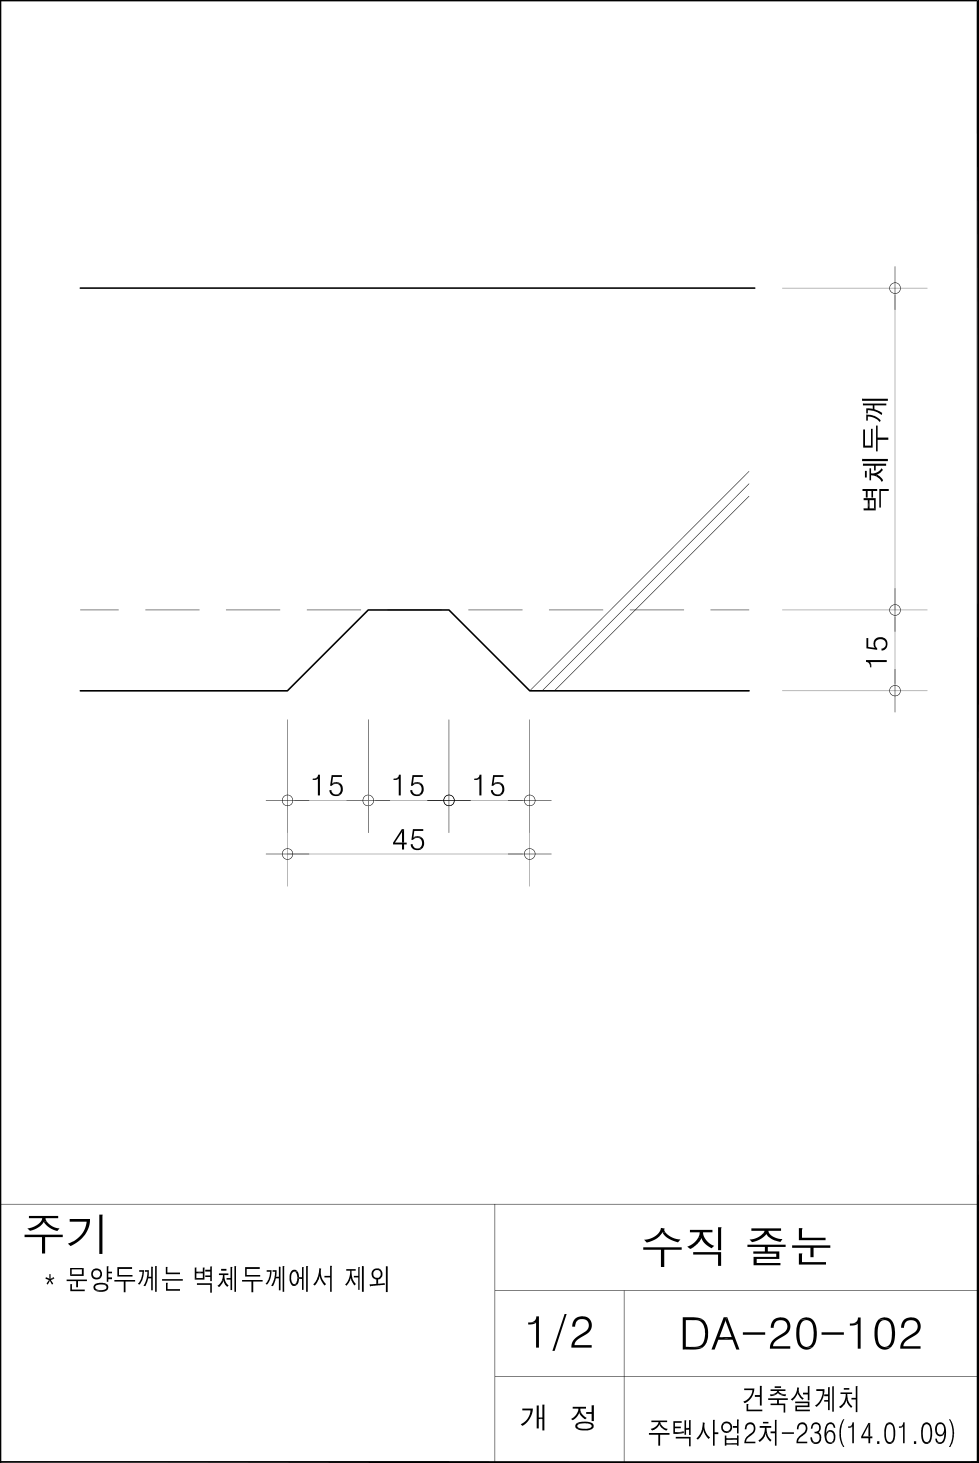 벽체두께
15
15 15 15
45
주기
* 문양두께는 벽체두께에서 제외
수직 줄눈
1/2 DA-20-102
개 정
건축설계처
주택사업2처-236(14.01.09)